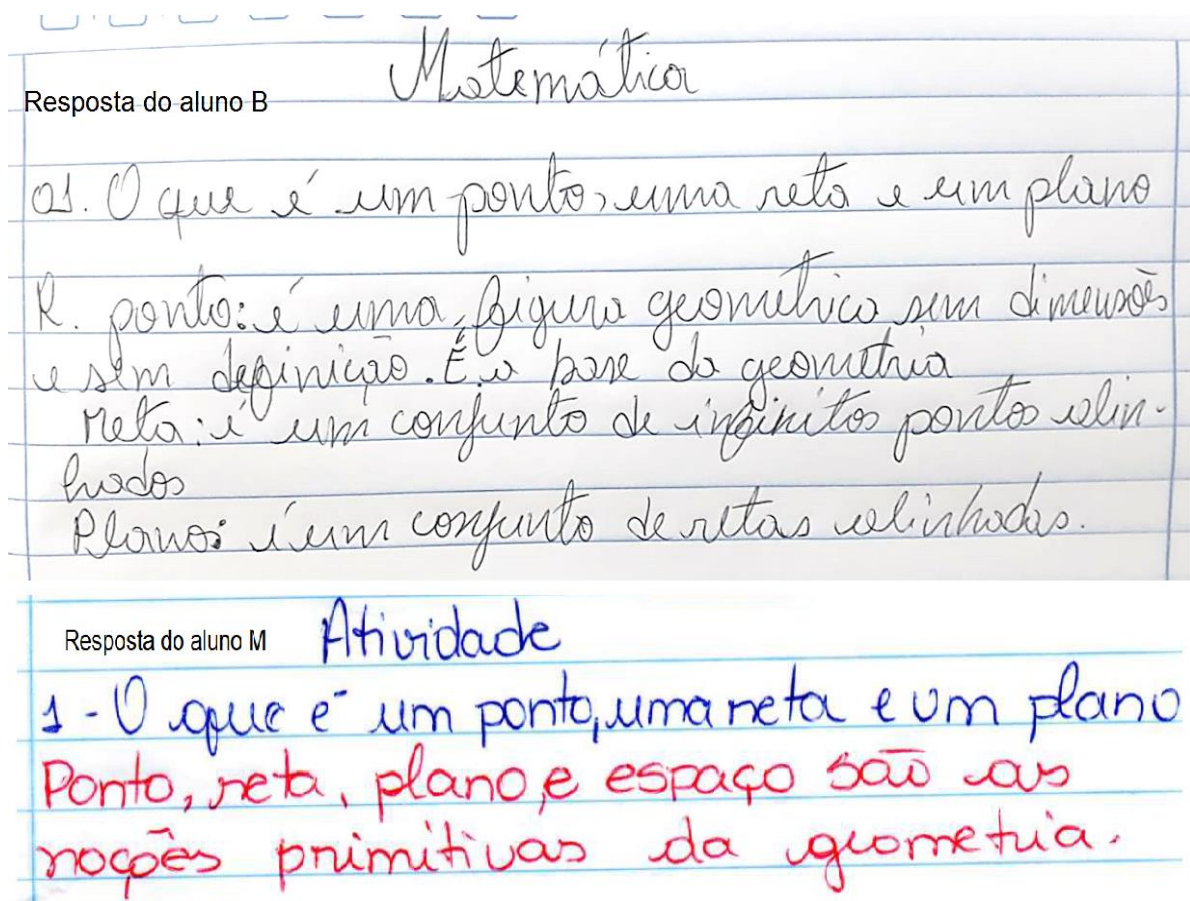 Matemática
Resposta do aluno B
01. O que é um ponto, uma reta e um plano
R. ponto: é uma, figura geométrica sem dimensões
e sem definição. É a base da geometria
reta: é um conjunto de infinitos pontos alin-
hados
Plano: é um conjunto de retas alinhadas.
Resposta do aluno M Atividade
1 - O que é um ponto, uma reta e um plano
Ponto, reta, plano, e espaço são as
noções primitivas da geometria.